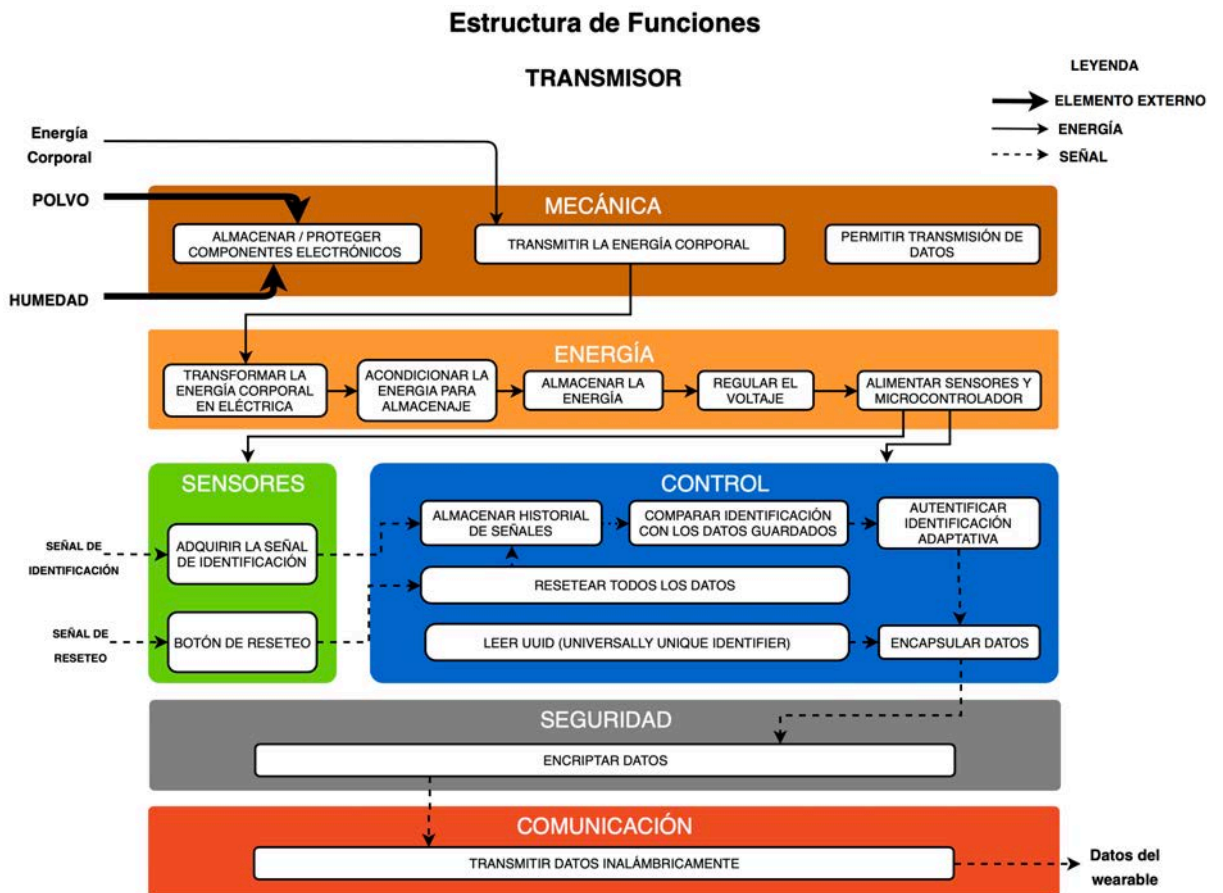 Estructura de Funciones
TRANSMISOR
LEYENDA
ELEMENTO EXTERNO
ENERGÍA
SEÑAL
Energía
Corporal
POLVO
HUMEDAD
MECÁNICA
ALMACENAR / PROTEGER
COMPONENTES ELECTRÓNICOS
TRANSMITIR LA ENERGÍA CORPORAL
PERMITIR TRANSMISIÓN DE
DATOS
ENERGÍA
TRANSFORMAR LA
ENERGÍA CORPORAL
EN ELÉCTRICA
ACONDICIONAR LA
ENERGIA PARA
ALMACENAJE
ALMACENAR LA
ENERGÍA
REGULAR EL
VOLTAJE
ALIMENTAR SENSORES Y
MICROCONTROLADOR
SENSORES
SEÑAL DE
IDENTIFICACIÓN
ADQUIRIR LA SEÑAL
DE IDENTIFICACIÓN
SEÑAL DE
RESETEO
BOTÓN DE RESETEO
CONTROL
ALMACENAR HISTORIAL
DE SEÑALES
COMPARAR IDENTIFICACIÓN
CON LOS DATOS GUARDADOS
AUTENTIFICAR
IDENTIFICACIÓN
ADAPTATIVA
RESETEAR TODOS LOS DATOS
LEER UUID (UNIVERSALLY UNIQUE IDENTIFIER)
ENCAPSULAR DATOS
SEGURIDAD
ENCRIPTAR DATOS
COMUNICACIÓN
TRANSMITIR DATOS INALÁMBRICAMENTE
Datos del
wearable